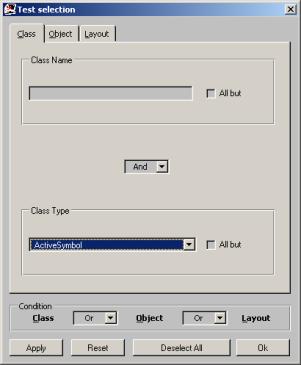 Test selection
Class Object Layout
Class Name
All but
And
Class Type
ActiveSymbol
All but
Condition
Class Or Object Or Layout
Apply Reset Deselect All Ok